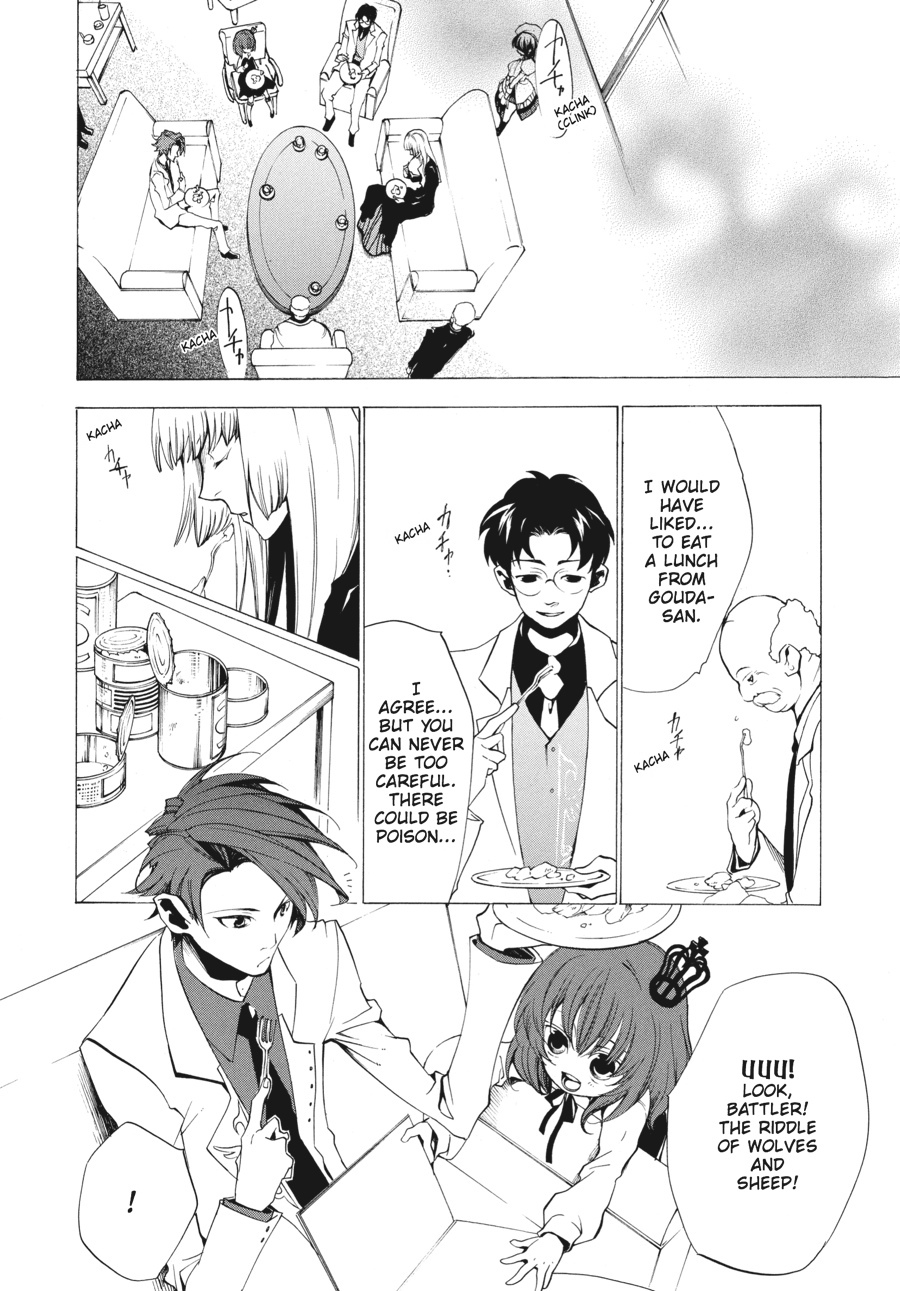 カチャ
KACHA
(CLINK)
カチャ
KACHA
I WOULD
HAVE
LIKED...
TO EAT
A LUNCH
FROM
GOUDA-
SAN.
カチャ
KACHA
カチャ
KACHA
I
AGREE...
BUT YOU
CAN NEVER
BE TOO
CAREFUL.
THERE
COULD BE
POISON...
KACHA
カチャ
UUU!
LOOK,
BATTLER!
THE RIDDLE
OF WOLVES
AND
SHEEP!
!